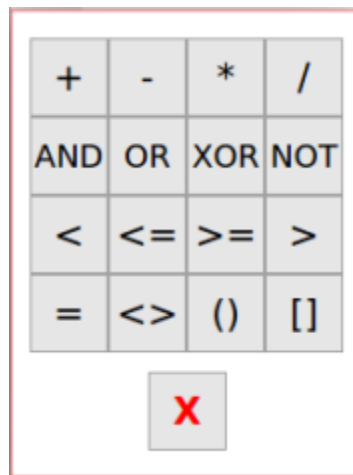 + - * /
AND OR XOR NOT
< <= >= >
= <> () []
X